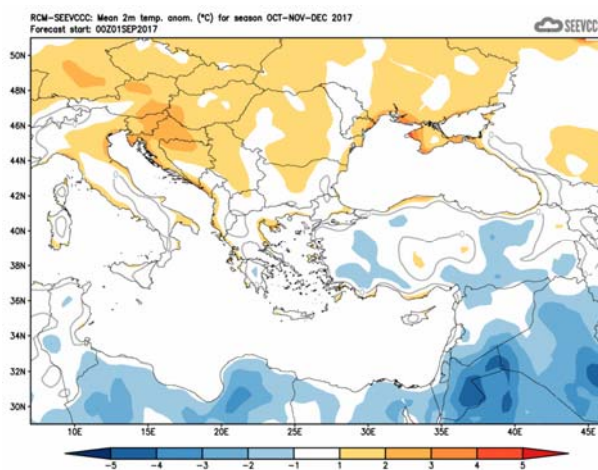 RCM-SEEVCCC: Mean 2m temp. anom. (°C) for season OCT-NOV-DEC 2017
Forecast start: 00Z01SEP2017
SEEVCCC
50N
48N
46N
44N
42N
40N
38N
36N
34N
32N
30N
10E 15E 20E 25E 30E 35E 40E 45E
-5 -4 -3 -2 -1 1 2 3 4 5